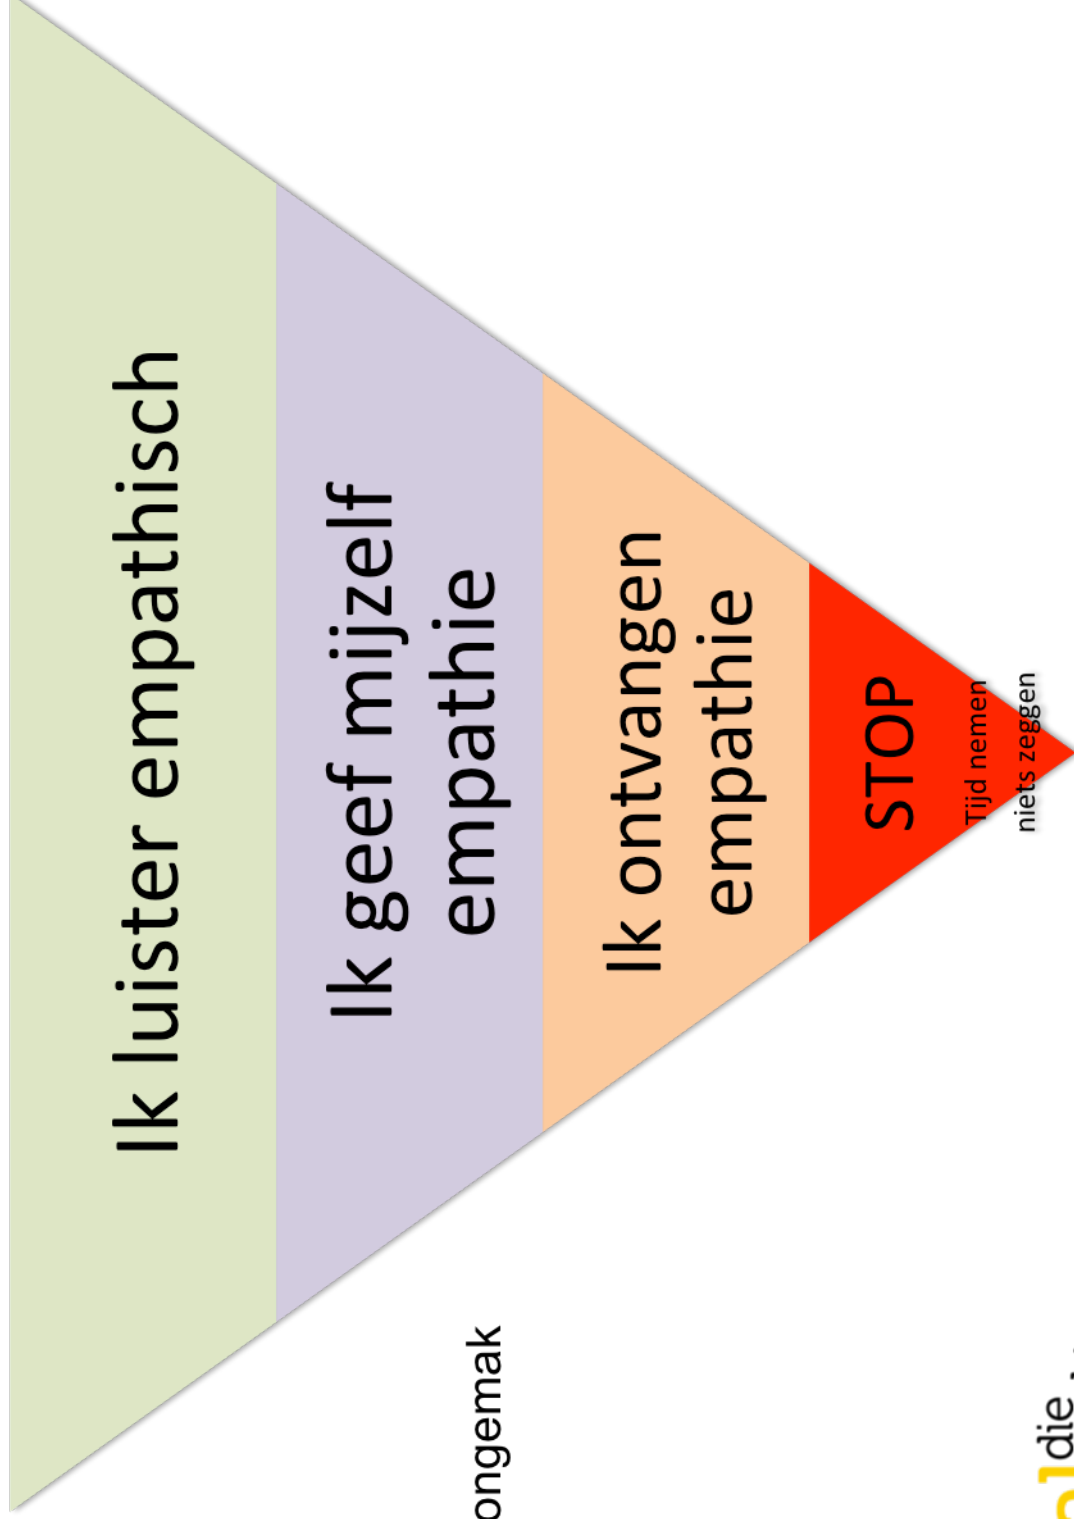 Ik luister empathisch
Ik geef mijzelf
empathie
Ik ontvangen
empathie
STOP
Tijd nemen
niets zeggen
ongemak
die